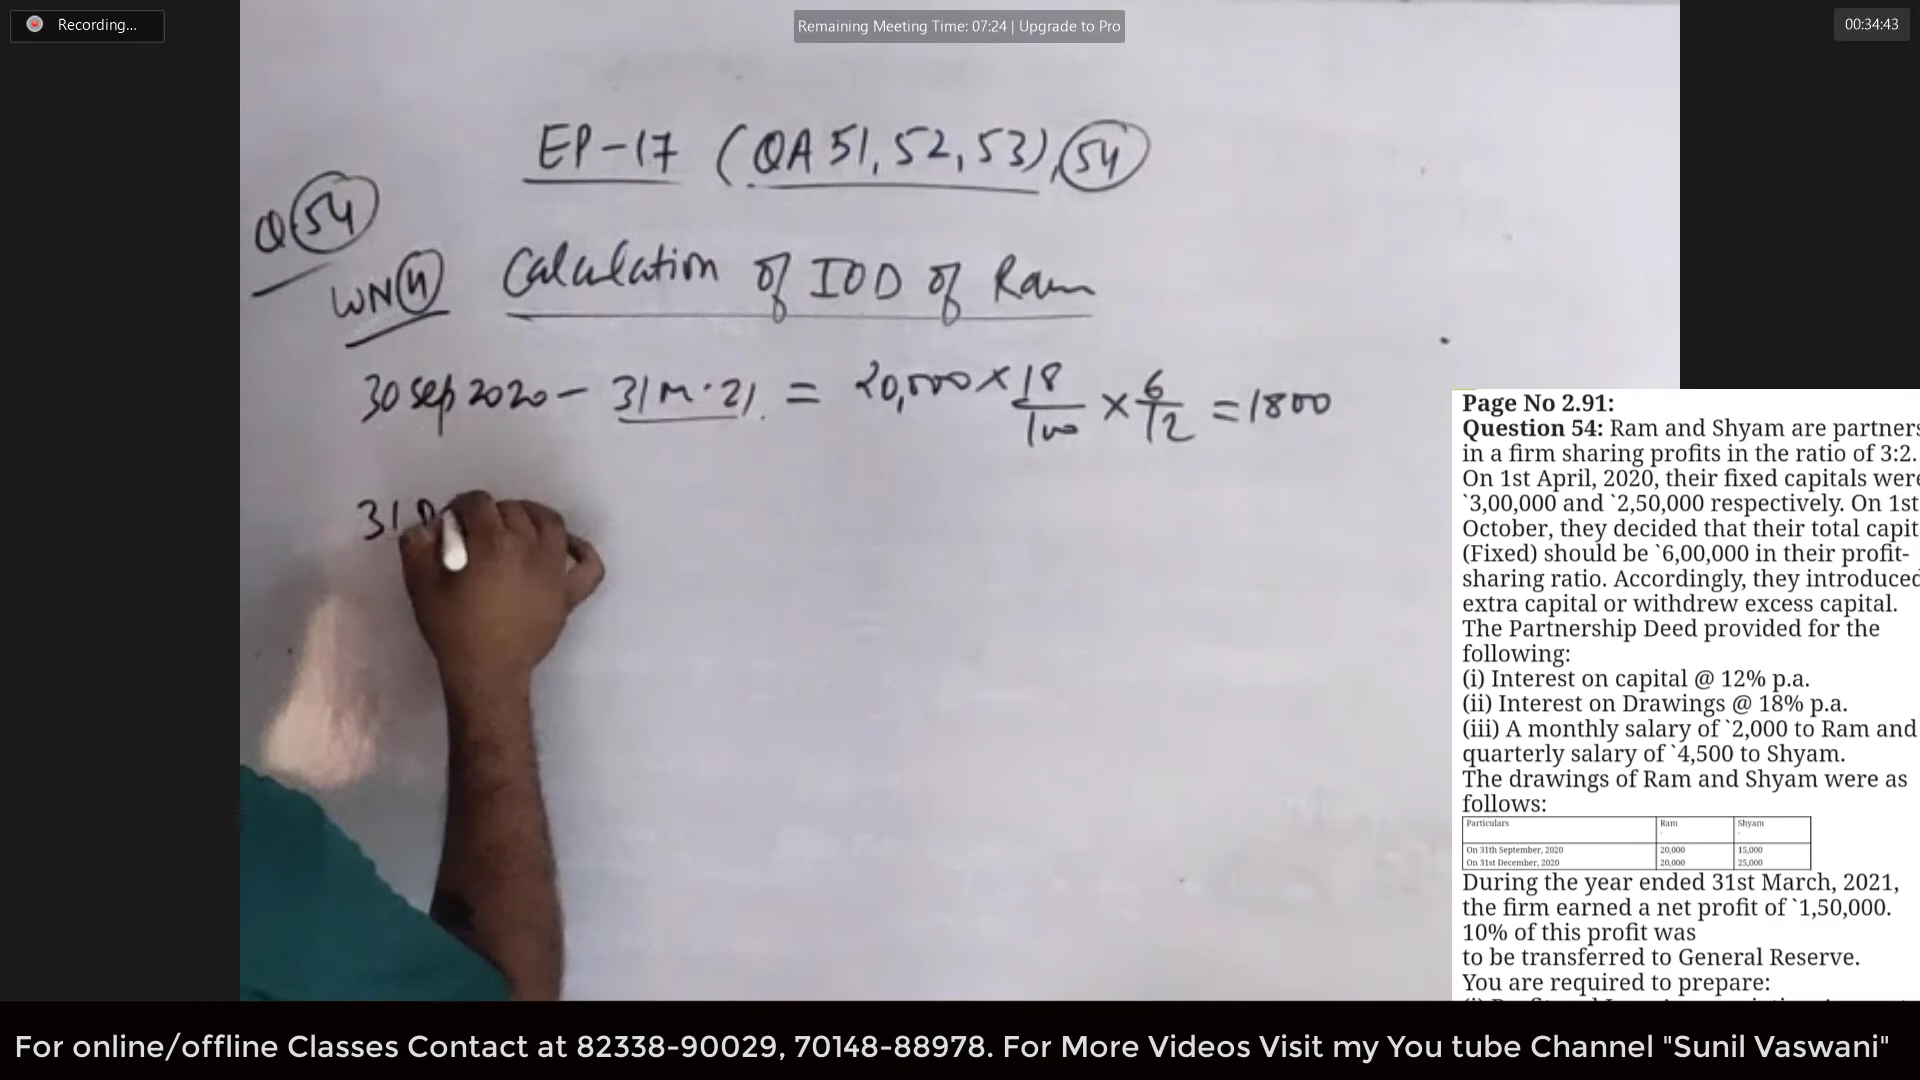 Recording...
Remaining Meeting Time: 07:24 | Upgrade to Pro
00:34:43
EP-17 (QA 51, 52, 53), 54
Q 54
WN 4 Calculation of IOD of Ram
30 Sep 2020 - 31 M. 21. = 20,000 × 18/100 × 6/12 = 1800
31
Page No 2.91:
Question 54: Ram and Shyam are partners
in a firm sharing profits in the ratio of 3:2.
On 1st April, 2020, their fixed capitals were
`3,00,000 and `2,50,000 respectively. On 1st
October, they decided that their total capit
(Fixed) should be `6,00,000 in their profit-
sharing ratio. Accordingly, they introduced
extra capital or withdrew excess capital.
The Partnership Deed provided for the
following:
(i) Interest on capital @ 12% p.a.
(ii) Interest on Drawings @ 18% p.a.
(iii) A monthly salary of `2,000 to Ram and
quarterly salary of `4,500 to Shyam.
The drawings of Ram and Shyam were as
follows:
Particulars Ram Shyam
On 31th September, 2020 20,000 15,000
On 31st December, 2020 20,000 25,000
During the year ended 31st March, 2021,
the firm earned a net profit of `1,50,000.
10% of this profit was
to be transferred to General Reserve.
You are required to prepare:
For online/offline Classes Contact at 82338-90029, 70148-88978. For More Videos Visit my You tube Channel "Sunil Vaswani"